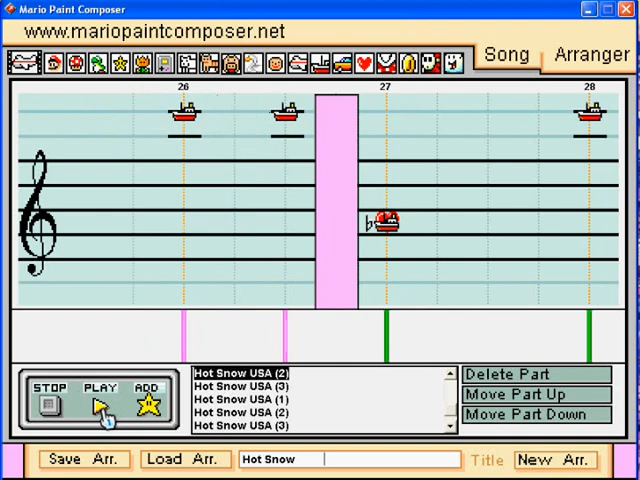 Mario Paint Composer
www.mariopaintcomposer.net
Song
Arranger
26
27
28
STOP
PLAY
ADD
Hot Snow USA (2)
Hot Snow USA (3)
Hot Snow USA (1)
Hot Snow USA (2)
Hot Snow USA (3)
Delete Part
Move Part Up
Move Part Down
Save Arr.
Load Arr.
Hot Snow
Title
New Arr.